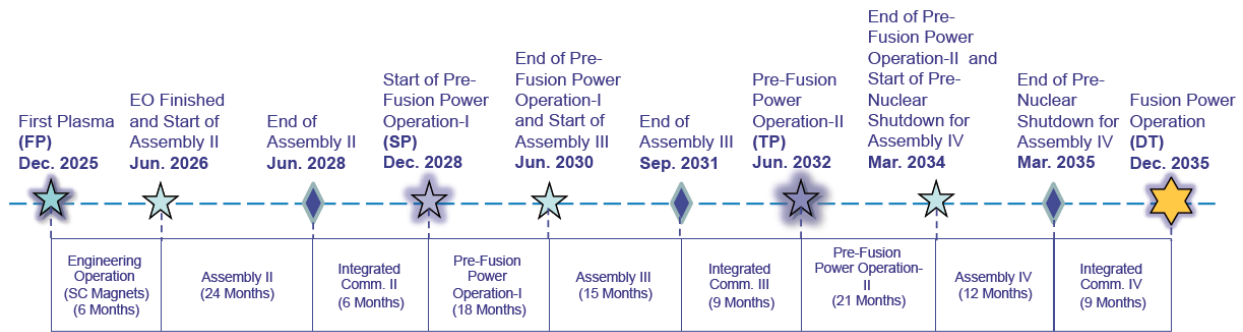 First Plasma
(FP)
Dec. 2025
EO Finished
and Start of
Assembly II
Jun. 2026
End of
Assembly II
Jun. 2028
Start of Pre-
Fusion Power
Operation-I
(SP)
Dec. 2028
End of Pre-
Fusion Power
Operation-I
and Start of
Assembly III
Jun. 2030
End of
Assembly III
Sep. 2031
Pre-Fusion
Power
Operation-II
(TP)
Jun. 2032
End of Pre-
Fusion Power
Operation-II and
Start of Pre-
Nuclear
Shutdown for
Assembly IV
Mar. 2034
End of Pre-
Nuclear
Shutdown for
Assembly IV
Mar. 2035
Fusion Power
Operation
(DT)
Dec. 2035
Engineering
Operation
(SC Magnets)
(6 Months)
Assembly II
(24 Months)
Integrated
Comm. II
(6 Months)
Pre-Fusion
Power
Operation-I
(18 Months)
Assembly III
(15 Months)
Integrated
Comm. III
(9 Months)
Pre-Fusion
Power Operation-
II
(21 Months)
Assembly IV
(12 Months)
Integrated
Comm. IV
(9 Months)